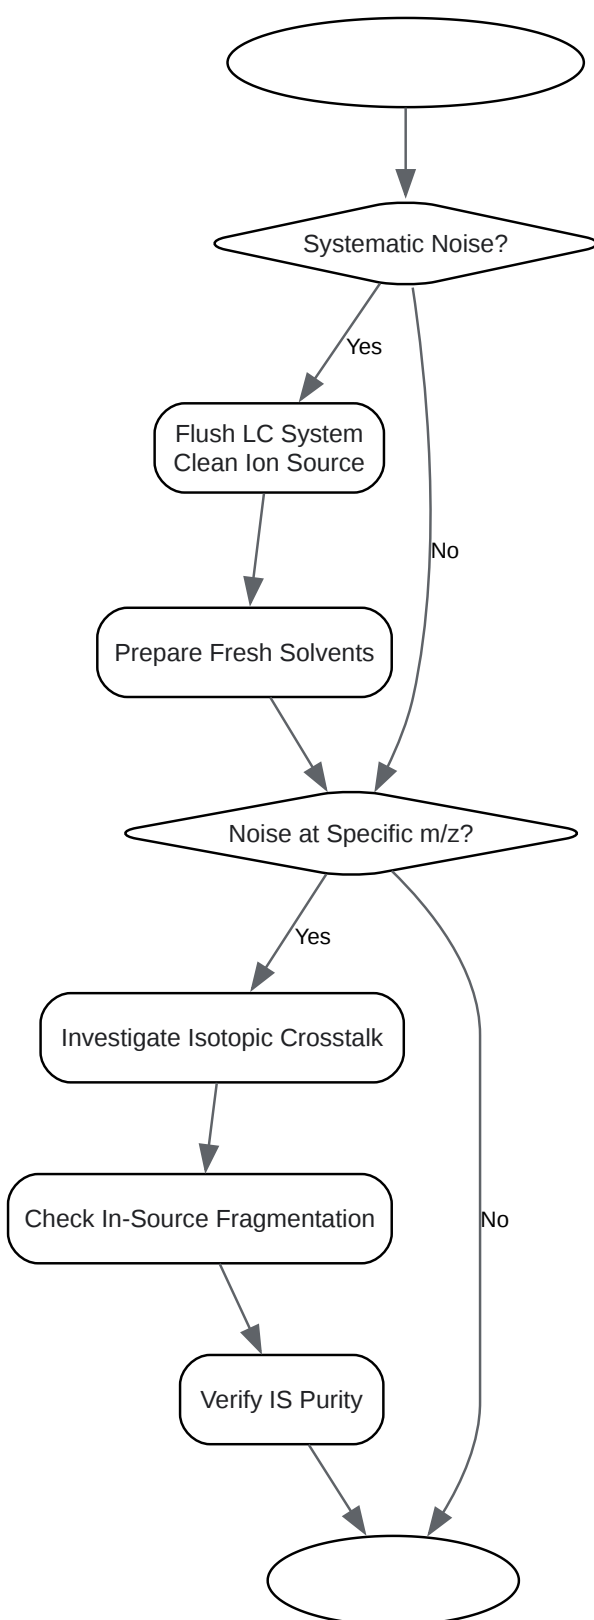 Systematic Noise?
Yes
Flush LC System
Clean Ion Source
No
Prepare Fresh Solvents
Noise at Specific m/z?
Yes
Investigate Isotopic Crosstalk
Check In-Source Fragmentation
No
Verify IS Purity